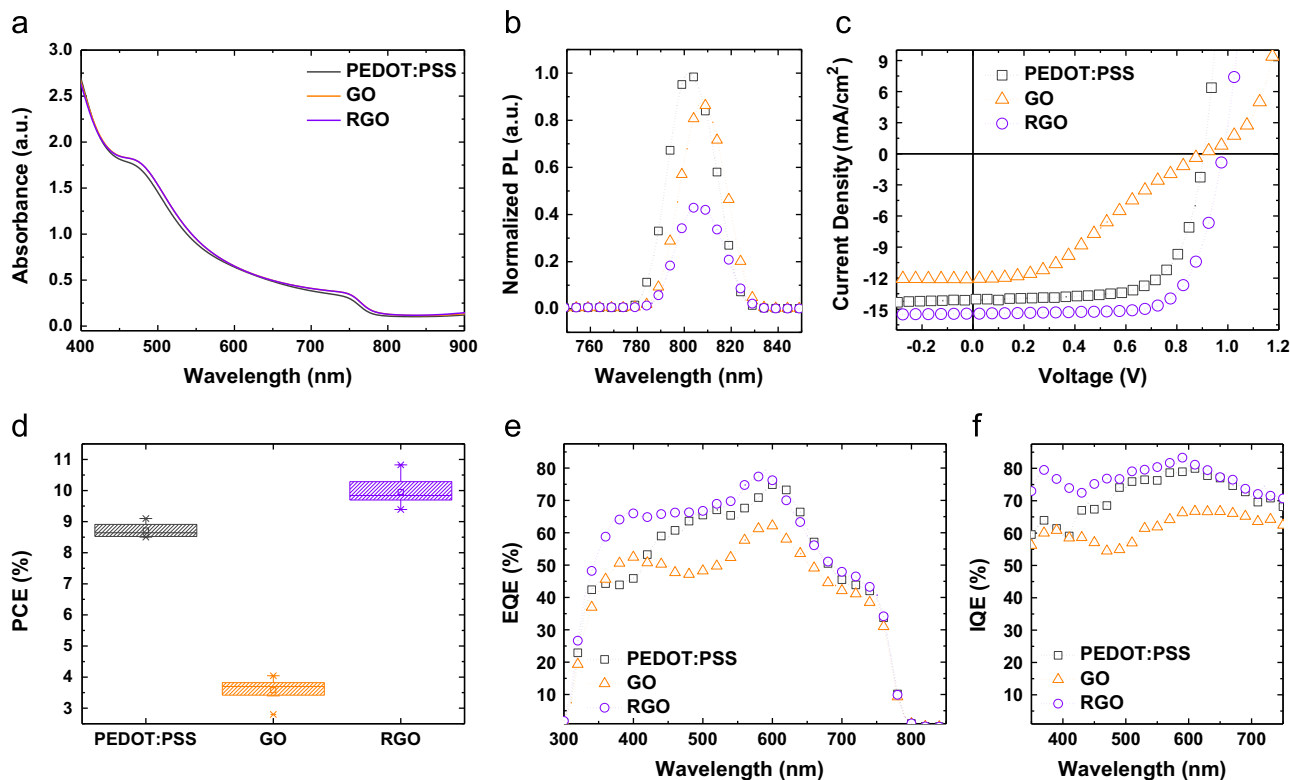 a
3.0
2.5
2.0
1.5
1.0
0.5
0.0
Absorbance (a.u.)
400 500 600 700 800 900
Wavelength (nm)
PEDOT:PSS
GO
RGO
b
1.0
0.8
0.6
0.4
0.2
0.0
Normalized PL (a.u.)
760 780 800 820 840
Wavelength (nm)
c
9
6
3
0
-3
-6
-9
-12
-15
Current Density (mA/cm²)
-0.2 0.0 0.2 0.4 0.6 0.8 1.0 1.2
Voltage (V)
PEDOT:PSS
GO
RGO
d
11
10
9
8
7
6
5
4
3
PCE (%)
PEDOT:PSS GO RGO
e
80
70
60
50
40
30
20
10
EQE (%)
300 400 500 600 700 800
Wavelength (nm)
PEDOT:PSS
GO
RGO
f
80
70
60
50
40
30
20
10
IQE (%)
400 500 600 700
Wavelength (nm)
PEDOT:PSS
GO
RGO